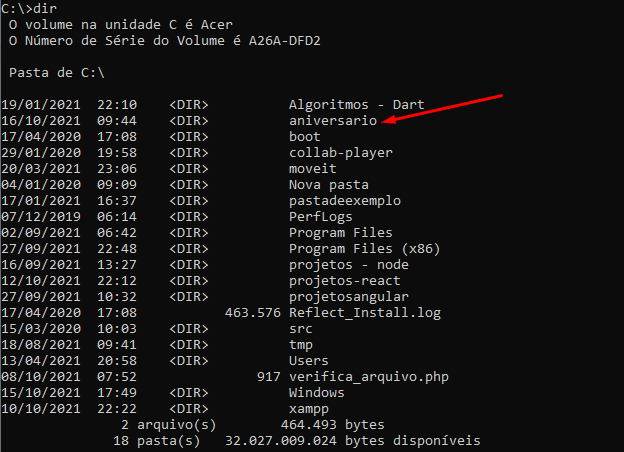 C:\>dir
O volume na unidade C é Acer
O Número de Série do Volume é A26A-DFD2
Pasta de C:\
19/01/2021  22:10    <DIR>          Algoritmos - Dart
16/10/2021  09:44    <DIR>          aniversario
17/04/2020  17:08    <DIR>          boot
29/01/2020  19:58    <DIR>          collab-player
20/03/2021  23:06    <DIR>          moveit
04/01/2020  09:09    <DIR>          Nova pasta
17/01/2021  16:37    <DIR>          pastadeexemplo
07/12/2019  06:14    <DIR>          PerfLogs
02/09/2021  06:42    <DIR>          Program Files
27/09/2021  22:48    <DIR>          Program Files (x86)
16/09/2021  13:27    <DIR>          projetos - node
12/10/2021  22:12    <DIR>          projetos-react
27/09/2021  10:32    <DIR>          projetosangular
17/04/2020  17:08           463.576 Reflect_Install.log
15/03/2020  10:03    <DIR>          src
18/08/2021  09:41    <DIR>          tmp
13/04/2021  20:58    <DIR>          Users
08/10/2021  07:52               917 verifica_arquivo.php
15/10/2021  17:49    <DIR>          Windows
10/10/2021  22:22    <DIR>          xampp
2 arquivo(s)        464.493 bytes
18 pasta(s)   32.027.009.024 bytes disponíveis